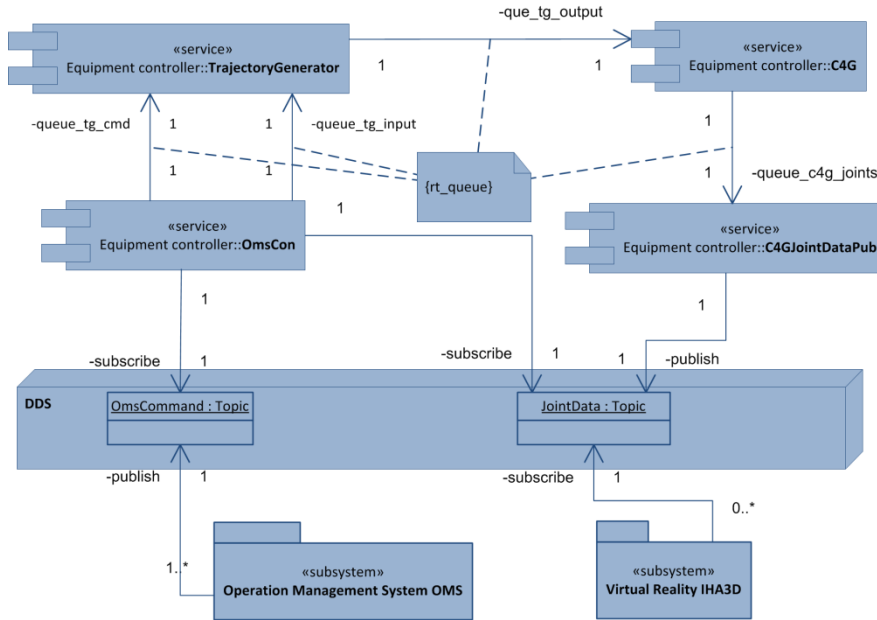 -que_tg_output
«service»
Equipment controller::TrajectoryGenerator
1
1
«service»
Equipment controller::C4G
-queue_tg_cmd
1
1
-queue_tg_input
1
1
1
{rt_queue}
1
1
-queue_c4g_joints
«service»
Equipment controller::OmsCon
1
«service»
Equipment controller::C4GJointDataPub
1
-subscribe
1
-subscribe
1
1
-publish
DDS
OmsCommand : Topic
JointData : Topic
-publish
1
-subscribe
1
0..*
1..*
«subsystem»
Operation Management System OMS
«subsystem»
Virtual Reality IHA3D